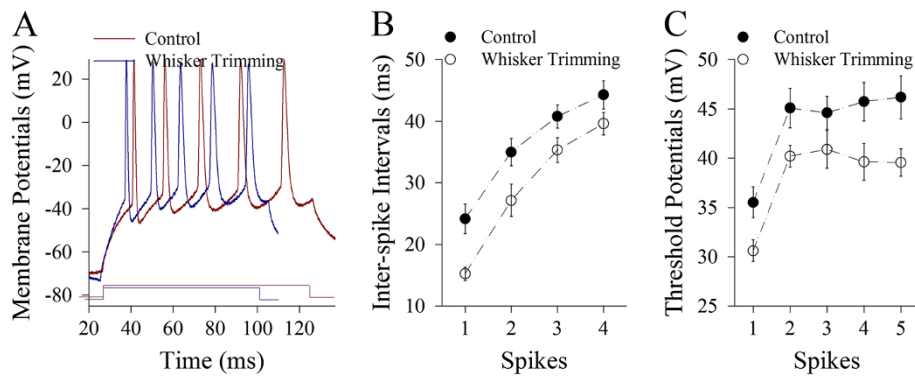 A
Control
Whisker Trimming
Membrane Potentials (mV)
20
0
-20
-40
-60
-80
20 40 60 80 100 120
Time (ms)
B
Control
Whisker Trimming
Inter-spike Intervals (ms)
50
40
30
20
10
1 2 3 4
Spikes
C
Control
Whisker Trimming
Threshold Potentials (mV)
50
45
40
35
30
25
1 2 3 4 5
Spikes